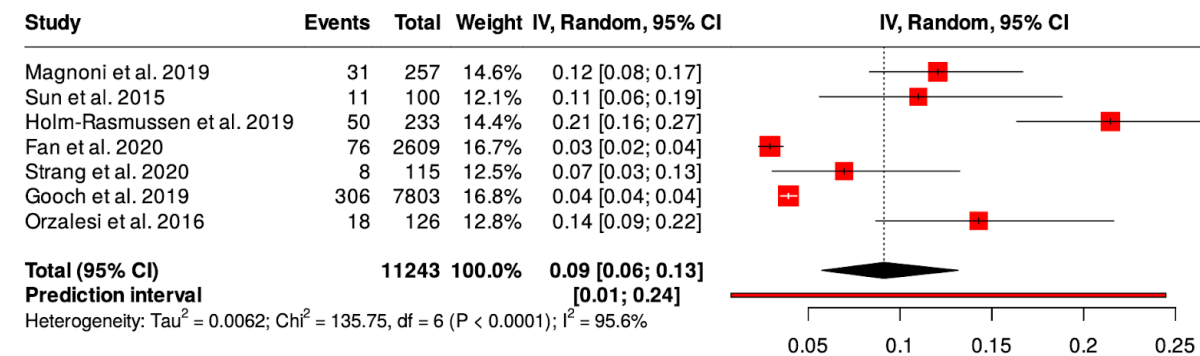 Study Events Total Weight IV, Random, 95% CI IV, Random, 95% CI
Magnoni et al. 2019 31 257 14.6% 0.12 [0.08; 0.17]
Sun et al. 2015 11 100 12.1% 0.11 [0.06; 0.19]
Holm-Rasmussen et al. 2019 50 233 14.4% 0.21 [0.16; 0.27]
Fan et al. 2020 76 2609 16.7% 0.03 [0.02; 0.04]
Strang et al. 2020 8 115 12.5% 0.07 [0.03; 0.13]
Gooch et al. 2019 306 7803 16.8% 0.04 [0.04; 0.04]
Orzalesi et al. 2016 18 126 12.8% 0.14 [0.09; 0.22]
Total (95% CI) 11243 100.0% 0.09 [0.06; 0.13]
Prediction interval [0.01; 0.24]
Heterogeneity: Tau² = 0.0062; Chi² = 135.75, df = 6 (P < 0.0001); I² = 95.6%
0.05 0.1 0.15 0.2 0.25